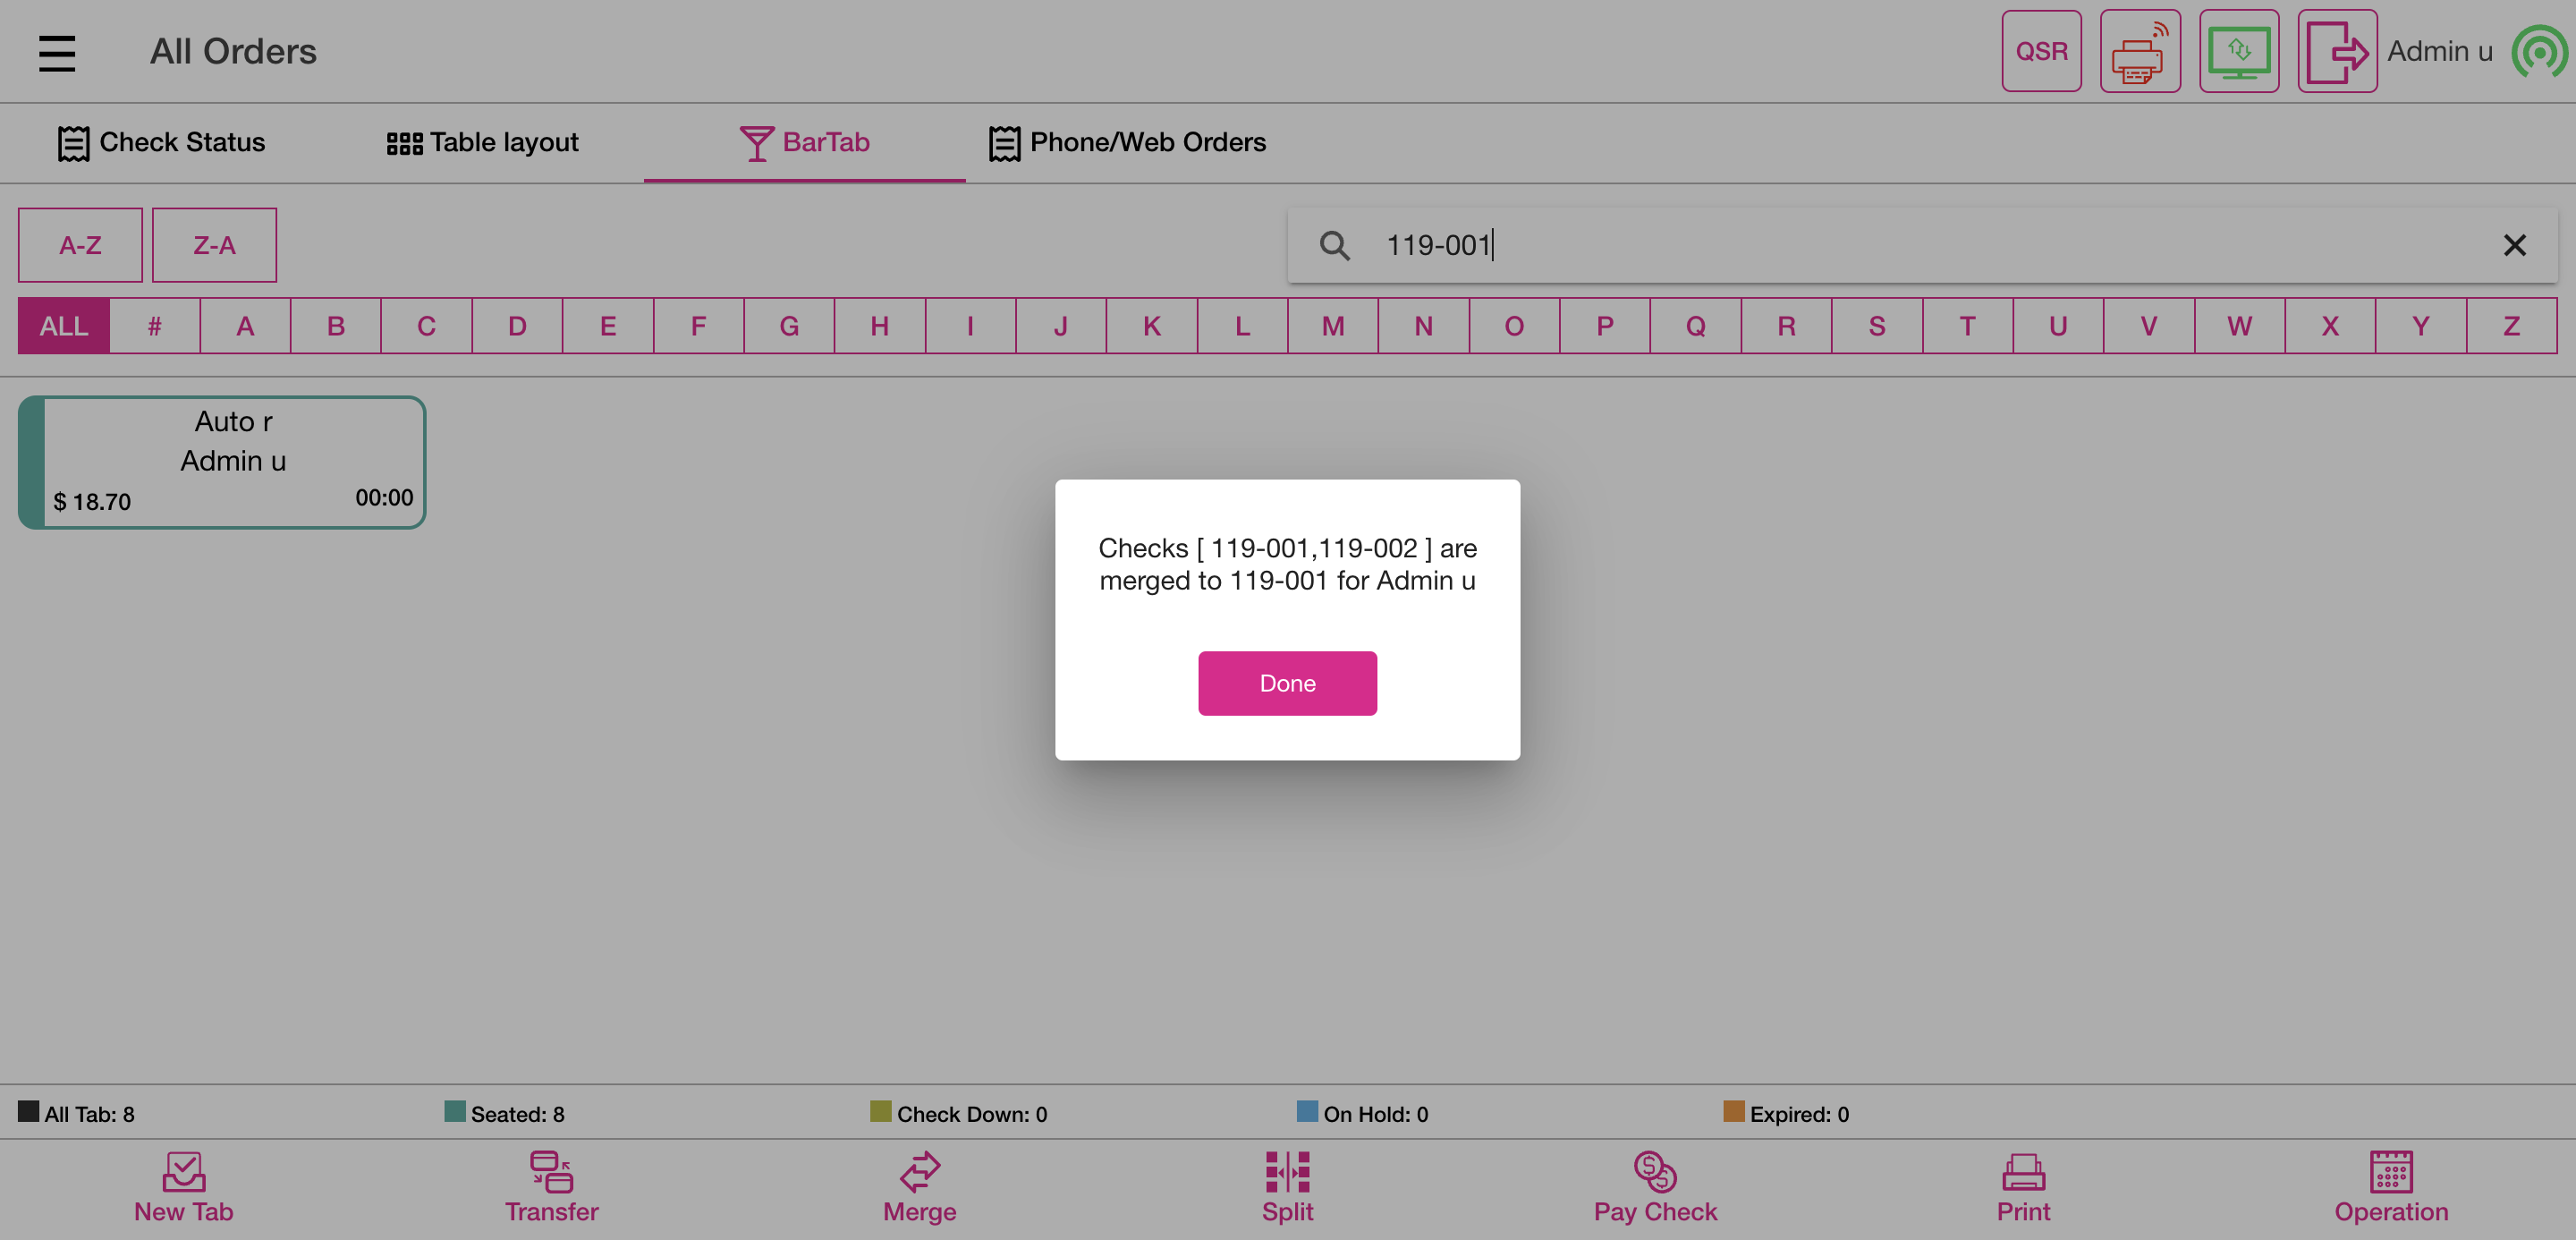 All Orders
QSR
Admin u
Check Status
Table layout
BarTab
Phone/Web Orders
A-Z
Z-A
119-001
ALL # A B C D E F G H I J K L M N O P Q R S T U V W X Y Z
Auto r
Admin u
$ 18.70
00:00
Checks [ 119-001,119-002 ] are
merged to 119-001 for Admin u
Done
All Tab: 8
Seated: 8
Check Down: 0
On Hold: 0
Expired: 0
New Tab
Transfer
Merge
Split
Pay Check
Print
Operation